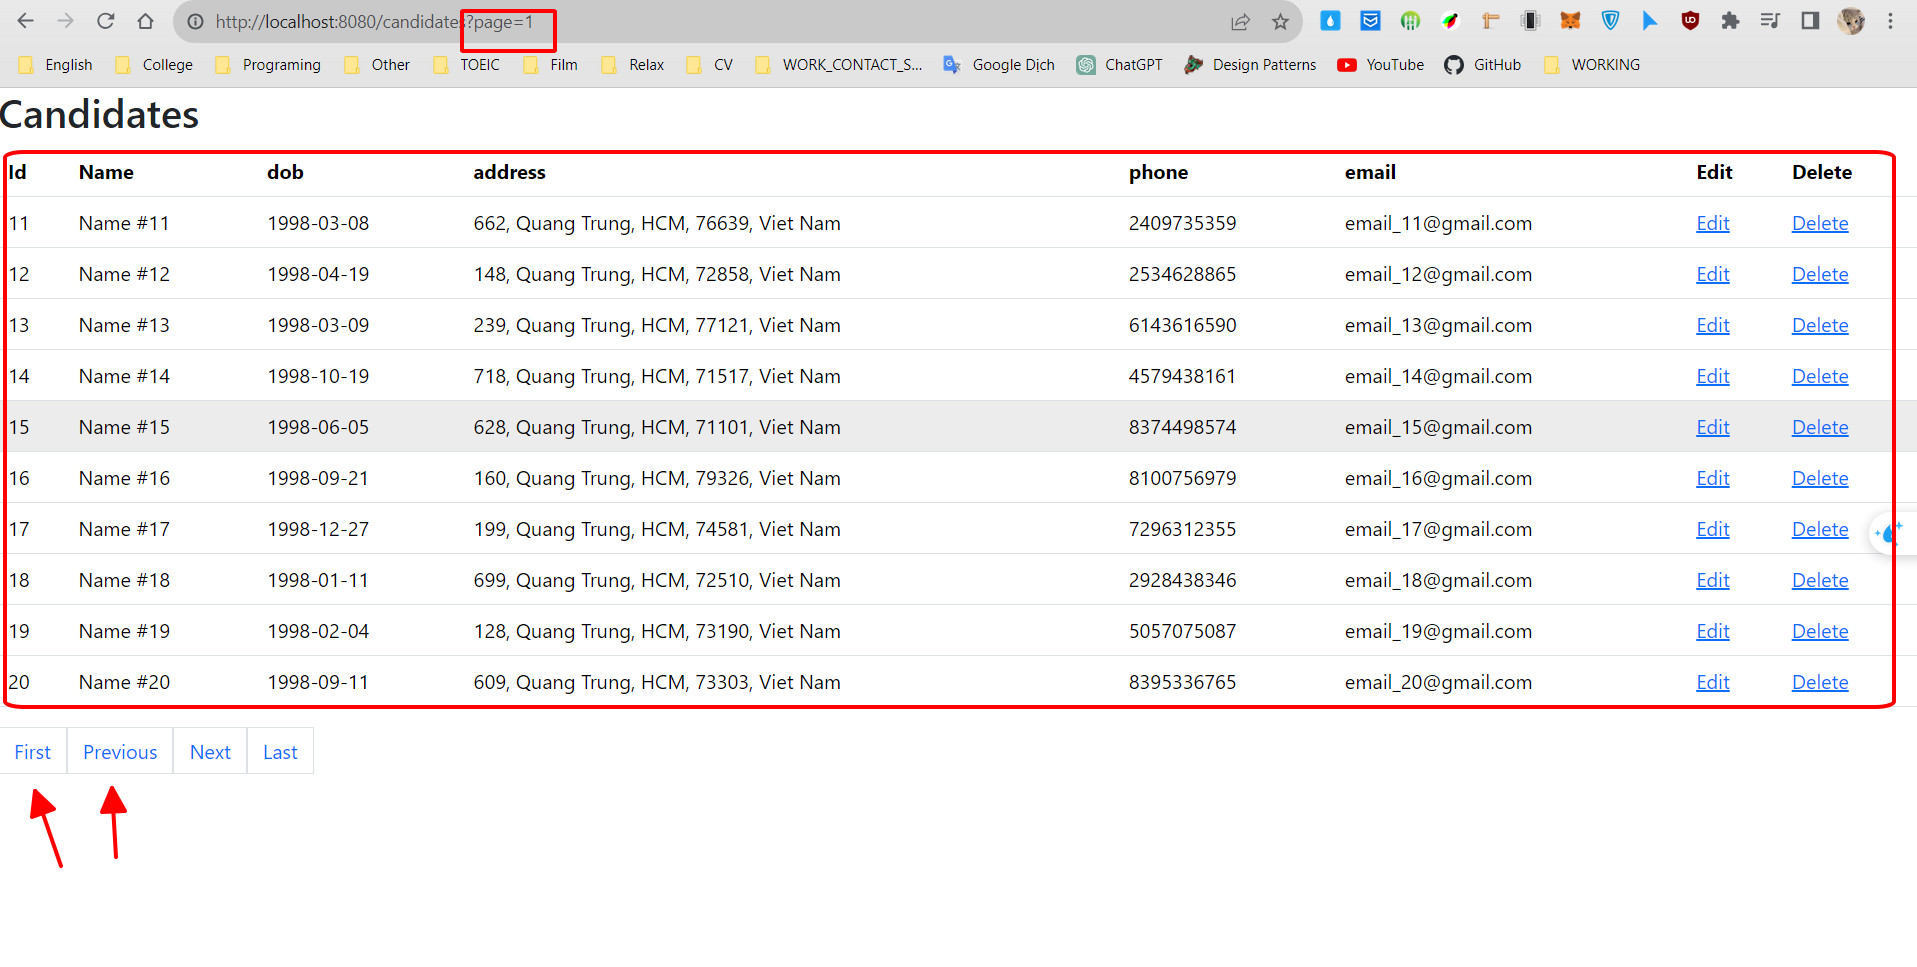 http://localhost:8080/candidates?page=1
English College Programing Other TOEIC Film Relax CV WORK_CONTACT_S... Google Dịch ChatGPT Design Patterns YouTube GitHub WORKING
Candidates
Id Name dob address phone email Edit Delete
11 Name #11 1998-03-08 662, Quang Trung, HCM, 76639, Viet Nam 2409735359 email_11@gmail.com Edit Delete
12 Name #12 1998-04-19 148, Quang Trung, HCM, 72858, Viet Nam 2534628865 email_12@gmail.com Edit Delete
13 Name #13 1998-03-09 239, Quang Trung, HCM, 77121, Viet Nam 6143616590 email_13@gmail.com Edit Delete
14 Name #14 1998-10-19 718, Quang Trung, HCM, 71517, Viet Nam 4579438161 email_14@gmail.com Edit Delete
15 Name #15 1998-06-05 628, Quang Trung, HCM, 71101, Viet Nam 8374498574 email_15@gmail.com Edit Delete
16 Name #16 1998-09-21 160, Quang Trung, HCM, 79326, Viet Nam 8100756979 email_16@gmail.com Edit Delete
17 Name #17 1998-12-27 199, Quang Trung, HCM, 74581, Viet Nam 7296312355 email_17@gmail.com Edit Delete
18 Name #18 1998-01-11 699, Quang Trung, HCM, 72510, Viet Nam 2928438346 email_18@gmail.com Edit Delete
19 Name #19 1998-02-04 128, Quang Trung, HCM, 73190, Viet Nam 5057075087 email_19@gmail.com Edit Delete
20 Name #20 1998-09-11 609, Quang Trung, HCM, 73303, Viet Nam 8395336765 email_20@gmail.com Edit Delete
First Previous Next Last